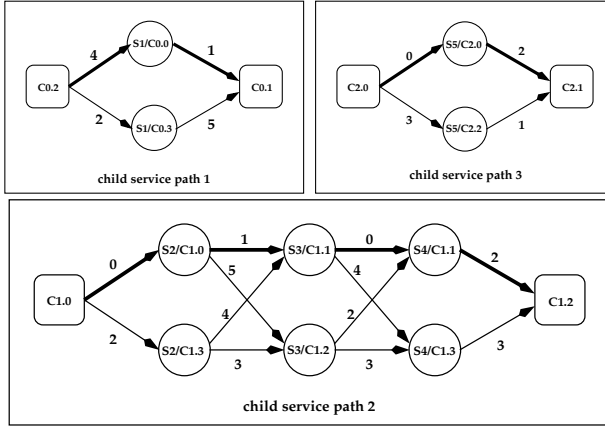 4
S1/C0.0
1
C0.2
C0.1
2
S1/C0.3
5
child service path 1
0
S5/C2.0
2
C2.0
C2.1
3
S5/C2.2
1
child service path 3
0
S2/C1.0
1
S3/C1.1
0
S4/C1.1
2
5
4
C1.0
C1.2
4
2
2
S2/C1.3
3
S3/C1.2
3
S4/C1.3
3
child service path 2